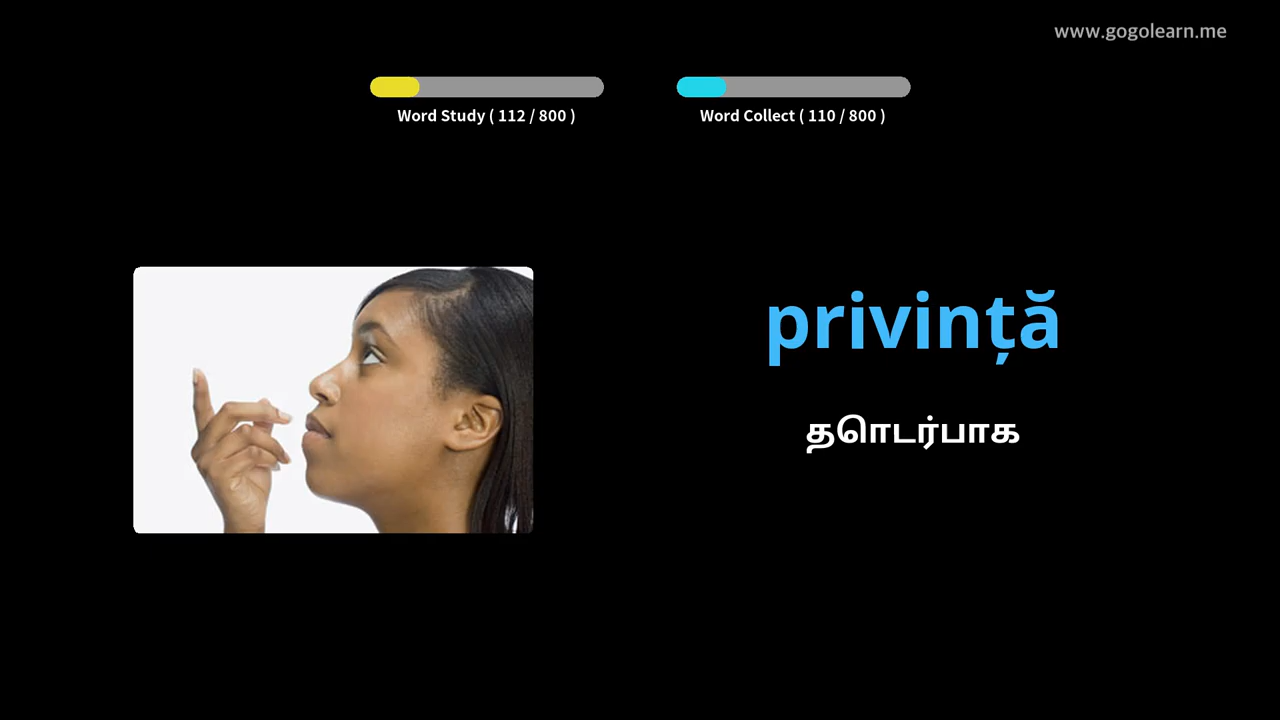 www.gogolearn.me
Word Study ( 112 / 800 )
Word Collect ( 110 / 800 )
privință
தொடர்பாக